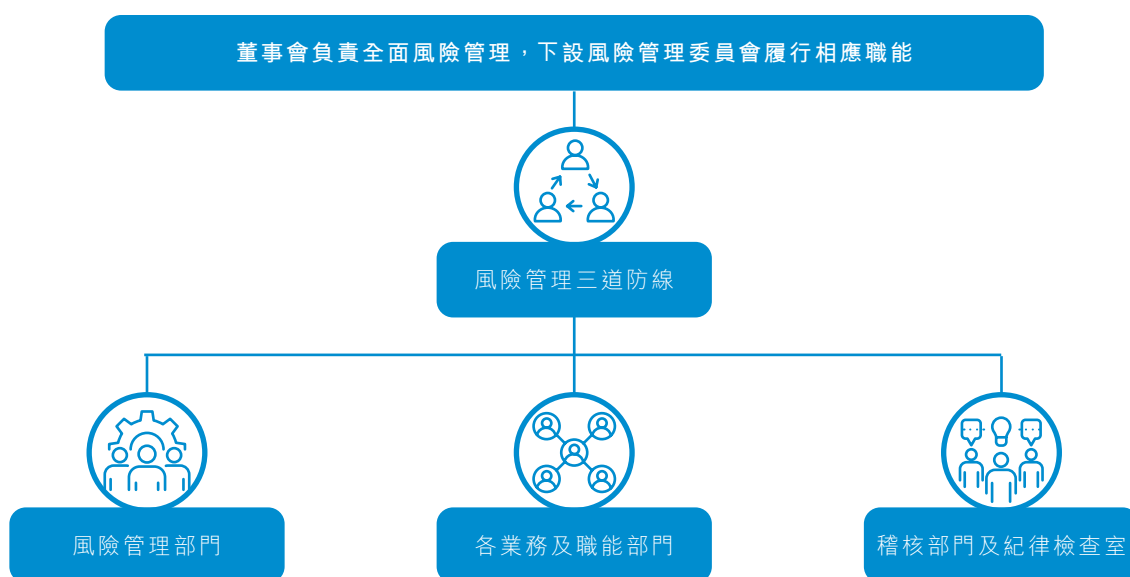 董事會負責全面風險管理，下設風險管理委員會履行相應職能
風險管理三道防線
風險管理部門
各業務及職能部門
稽核部門及紀律檢查室